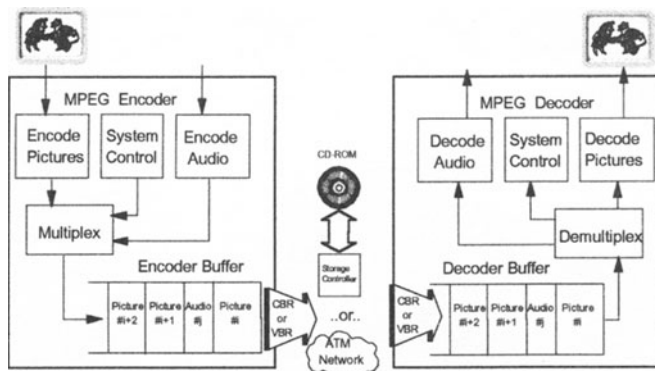 MPEG Encoder
Encode Pictures
System Control
Encode Audio
Multiplex
Encoder Buffer
Picture #i+2
Picture #i+1
Audio #j
Picture #i
CBR or VBR
CD-ROM
Storage Controller
..or..
ATM Network
MPEG Decoder
Decode Audio
System Control
Decode Pictures
Demultiplex
Decoder Buffer
CBR or VBR
Picture #i+2
Picture #i+1
Audio #j
Picture #i